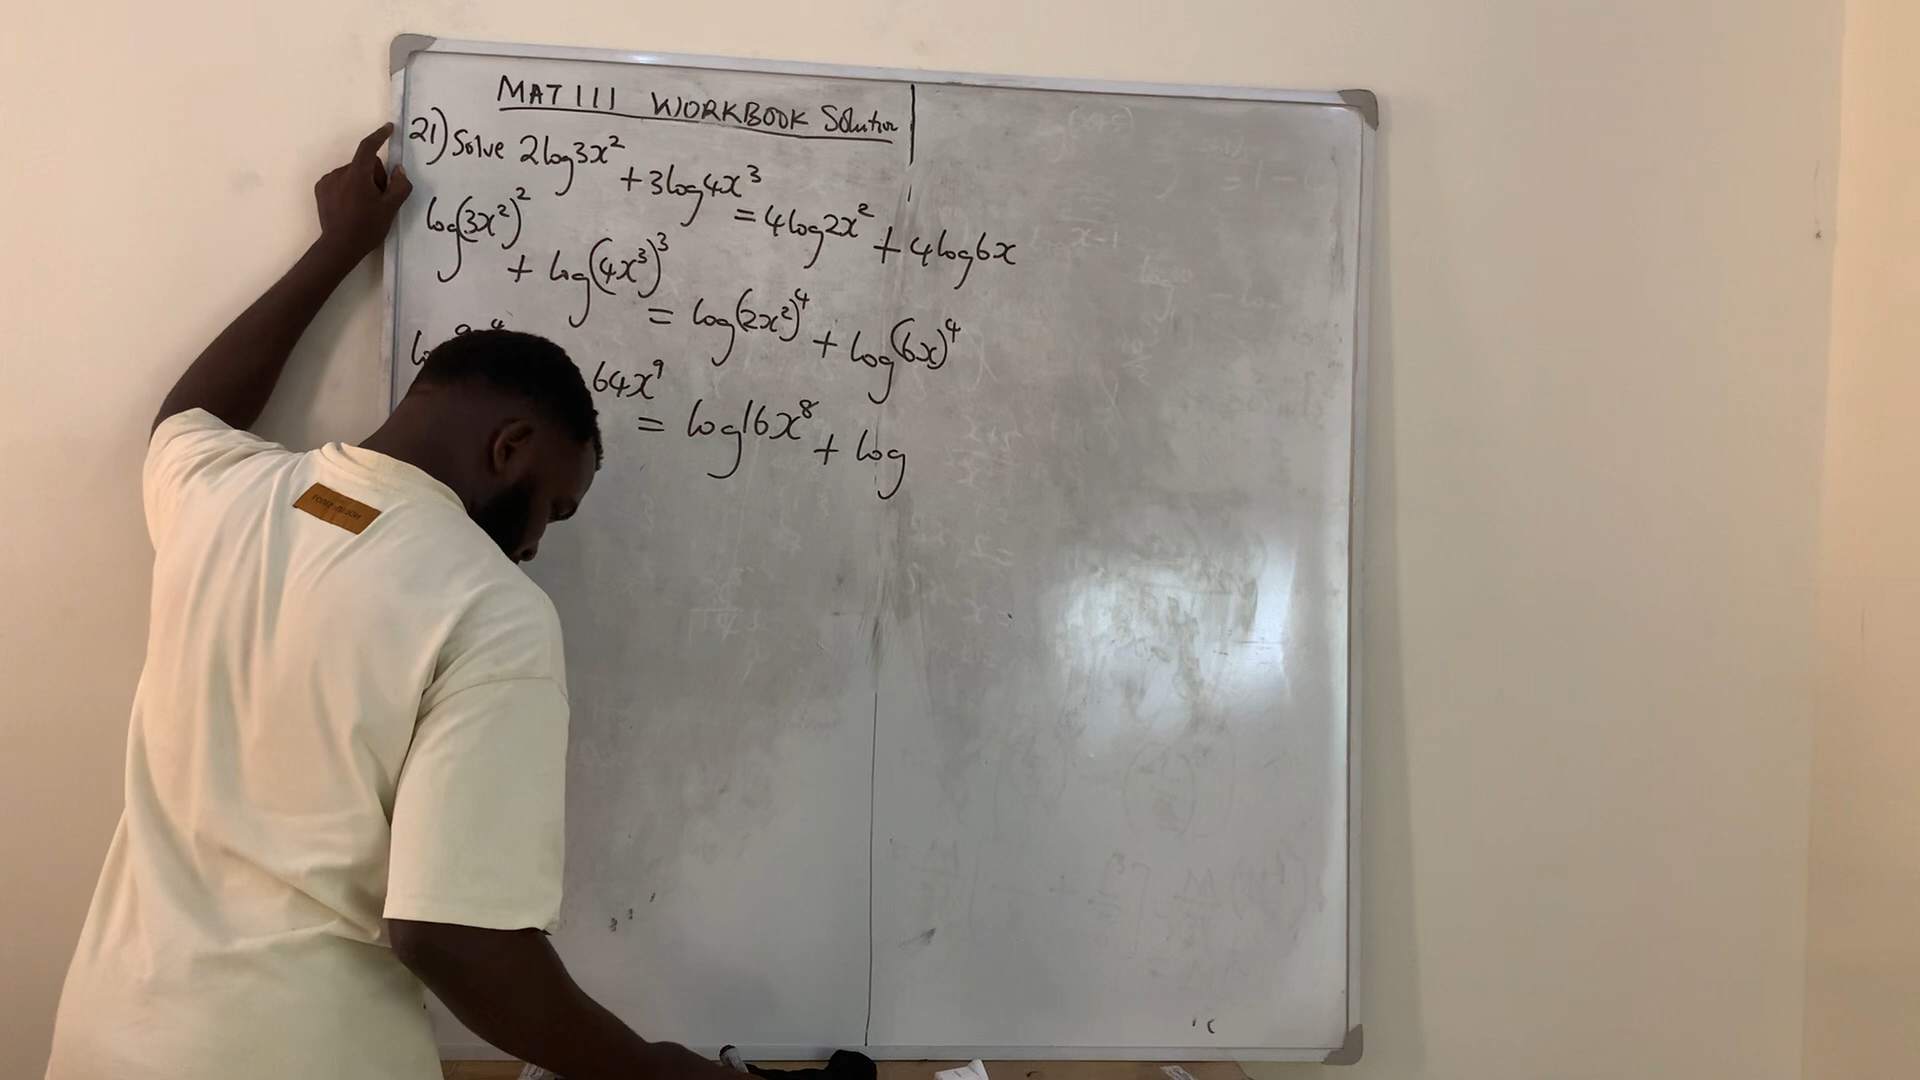 MAT 111 WORKBOOK Solution
21) Solve 2log3x² + 3log4x³ = 4log2x² + 4log6x
log(3x²)² + log(4x³)³ = log(2x²)⁴ + log(6x)⁴
64x⁹ = log16x⁸ + log